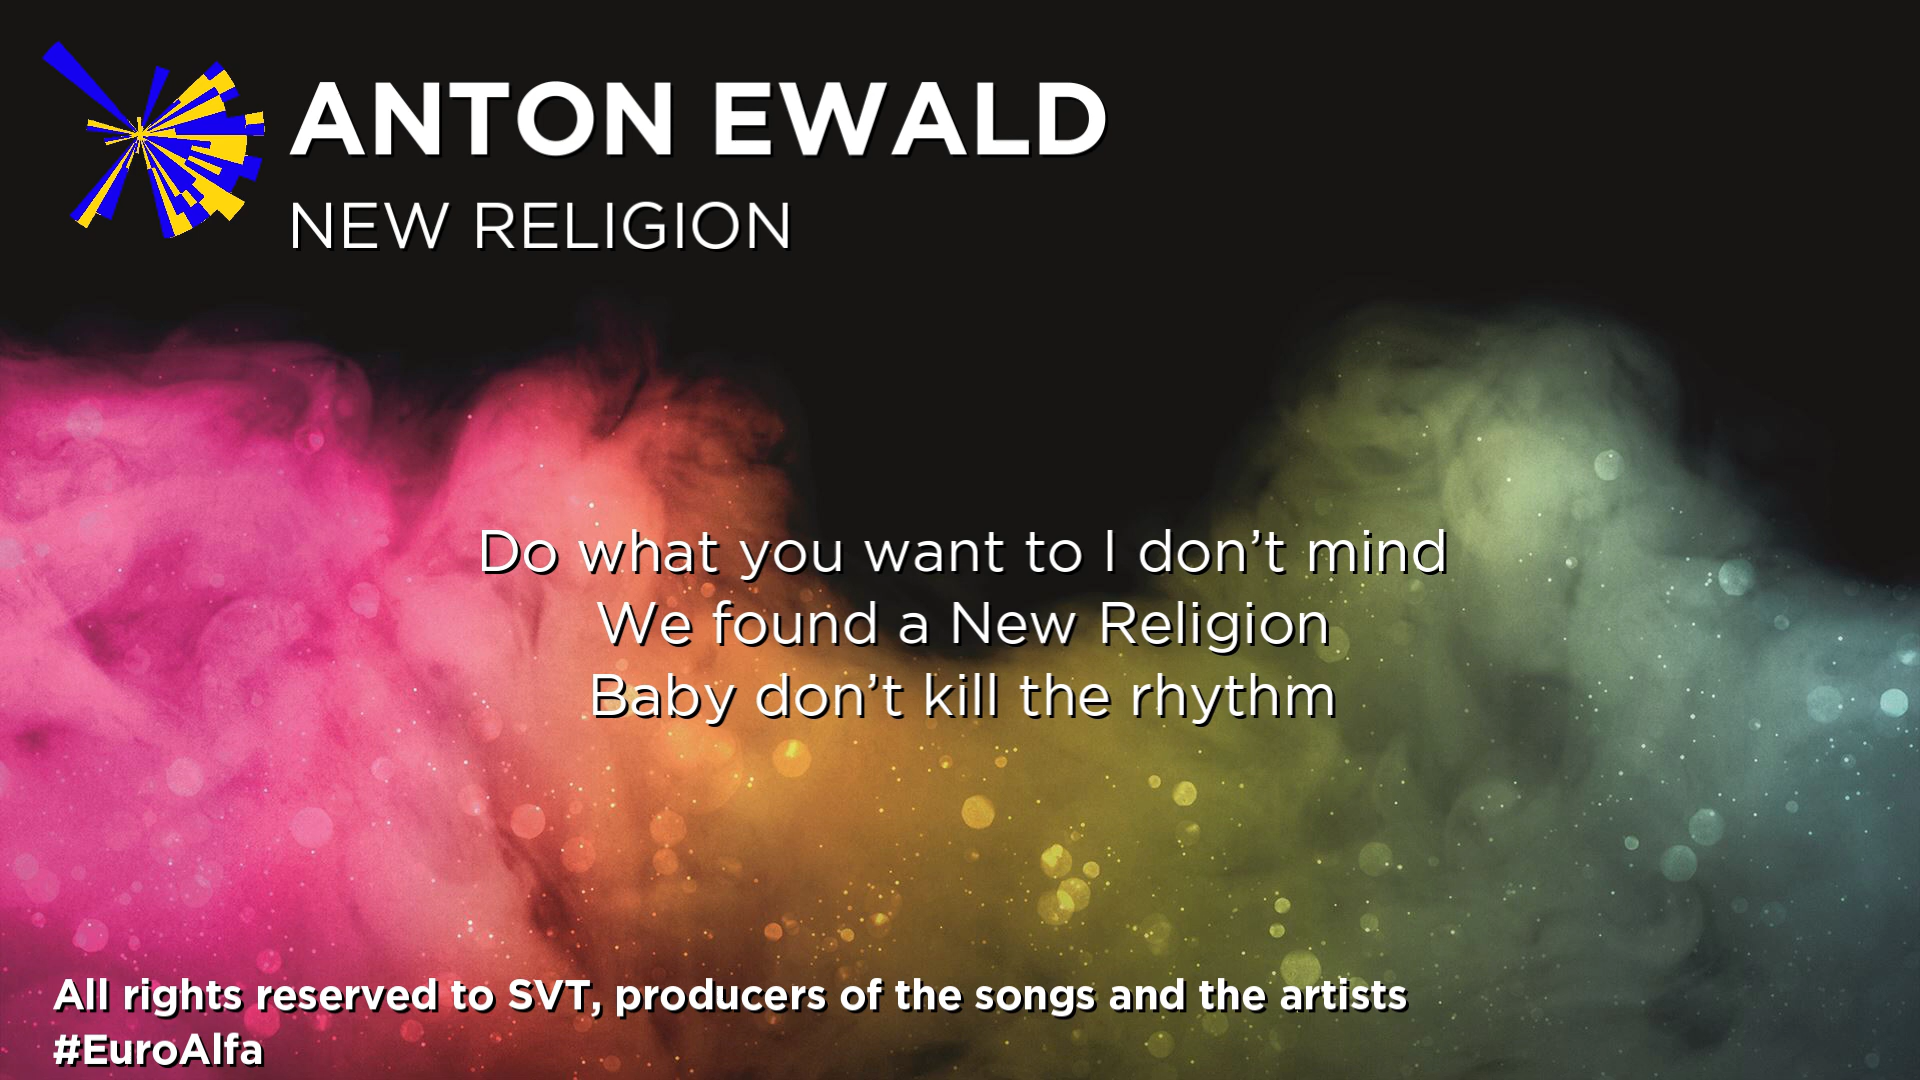 ANTON EWALD
NEW RELIGION
Do what you want to I don’t mind
We found a New Religion
Baby don’t kill the rhythm
All rights reserved to SVT, producers of the songs and the artists
#EuroAlfa